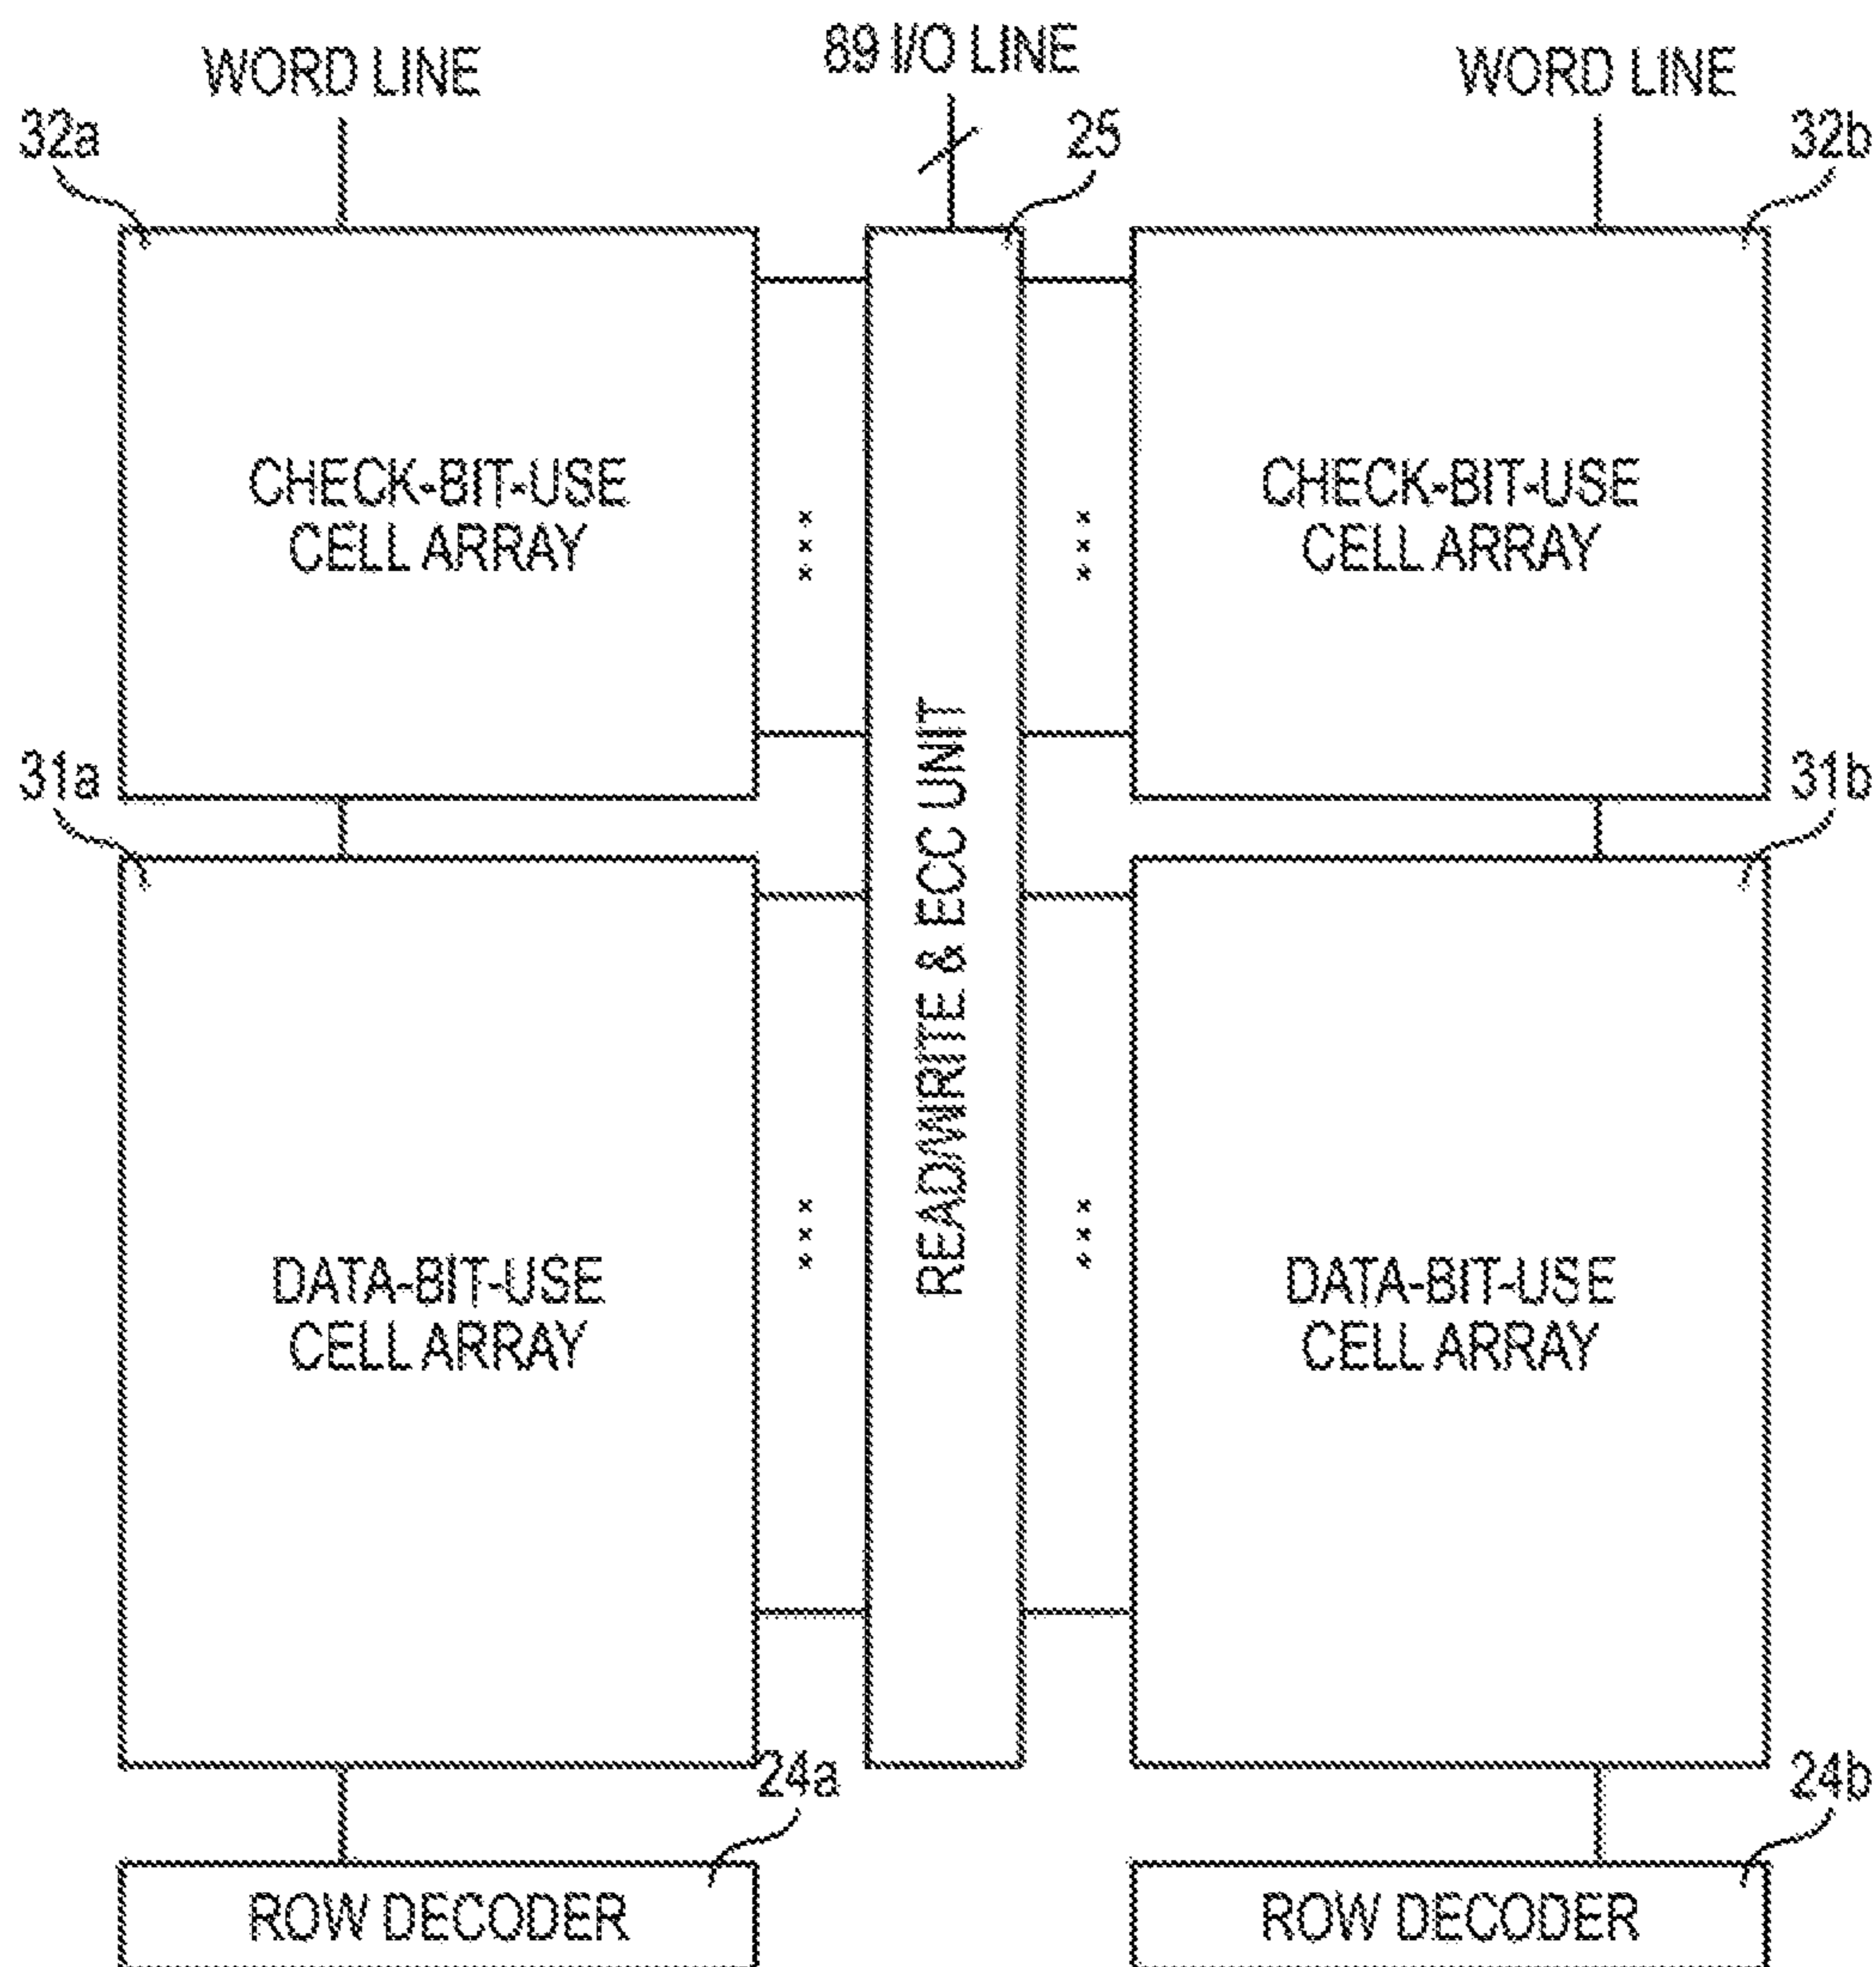 WORD LINE
89 I/O LINE
WORD LINE
32a
25
32b
CHECK-BIT-USE
CELL ARRAY
CHECK-BIT-USE
CELL ARRAY
31a
31b
READ/WRITE & ECC UNIT
DATA-BIT-USE
CELL ARRAY
DATA-BIT-USE
CELL ARRAY
24a
24b
ROW DECODER
ROW DECODER